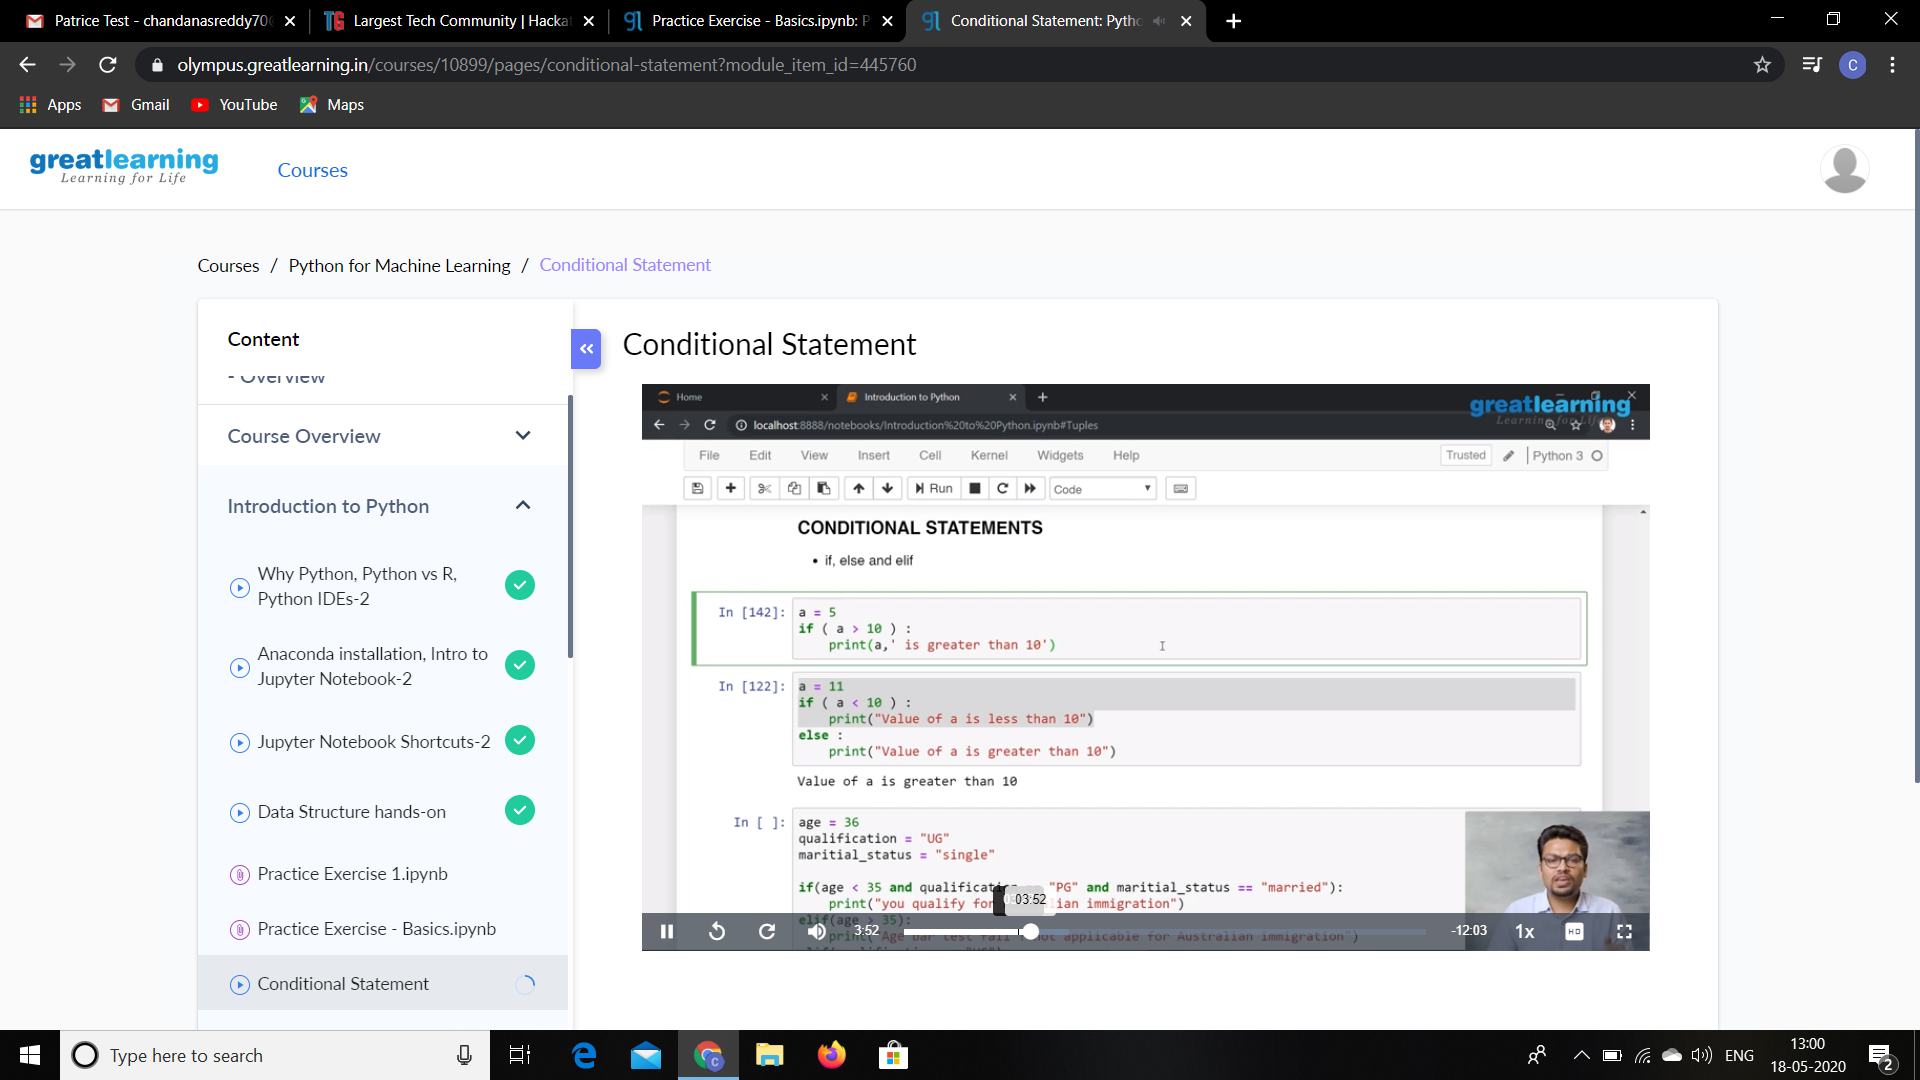 Patrice Test - chandanasreddy70
Largest Tech Community | Hacka
Practice Exercise - Basics.ipynb: P
Conditional Statement: Pytho
olympus.greatlearning.in/courses/10899/pages/conditional-statement?module_item_id=445760
C
Apps
Gmail
YouTube
Maps
greatlearning
Learning for Life
Courses
Courses / Python for Machine Learning / Conditional Statement
Content
- Overview
Course Overview
Introduction to Python
Why Python, Python vs R,
Python IDEs-2
Anaconda installation, Intro to
Jupyter Notebook-2
Jupyter Notebook Shortcuts-2
Data Structure hands-on
Practice Exercise 1.ipynb
Practice Exercise - Basics.ipynb
Conditional Statement
Conditional Statement
Home
Introduction to Python
greatlearning
Learning for Life
localhost:8888/notebooks/Introduction%20to%20Python.ipynb#Tuples
File Edit View Insert Cell Kernel Widgets Help
Trusted
Python 3
Run
Code
CONDITIONAL STATEMENTS
• if, else and elif
In [142]: a = 5
if ( a > 10 ) :
print(a,' is greater than 10')
In [122]: a = 11
if ( a < 10 ) :
print("Value of a is less than 10")
else :
print("Value of a is greater than 10")
Value of a is greater than 10
In [ ]: age = 36
qualification = "UG"
maritial_status = "single"
if(age < 35 and qualification "PG" and maritial_status == "married"):
print("you qualify for immigration")
03:52
elif(age > 35):
print("Age bar test fail not applicable for Australian immigration")
3:52
-12:03
1x
HD
Type here to search
ENG
13:00
18-05-2020
2